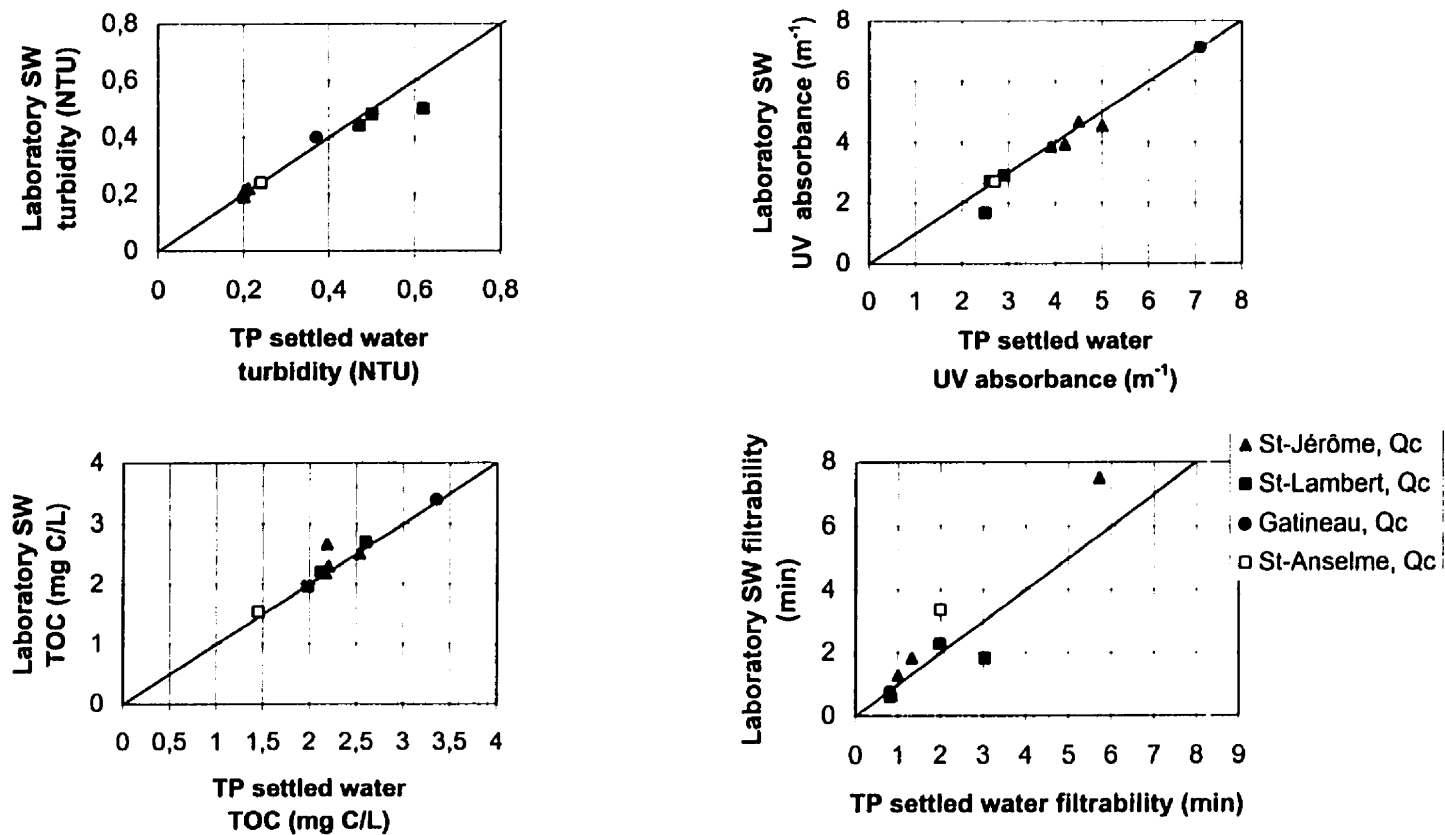 Laboratory SW
turbidity (NTU)
0,8
0,6
0,4
0,2
0
0 0,2 0,4 0,6 0,8
TP settled water
turbidity (NTU)
Laboratory SW
UV absorbance (m-1)
8
6
4
2
0
0 1 2 3 4 5 6 7 8
TP settled water
UV absorbance (m-1)
Laboratory SW
TOC (mg C/L)
4
3
2
1
0
0 0,5 1 1,5 2 2,5 3 3,5 4
TP settled water
TOC (mg C/L)
Laboratory SW filtrability
(min)
8
6
4
2
0
0 1 2 3 4 5 6 7 8 9
TP settled water filtrability (min)
St-Jérôme, Qc
St-Lambert, Qc
Gatineau, Qc
St-Anselme, Qc